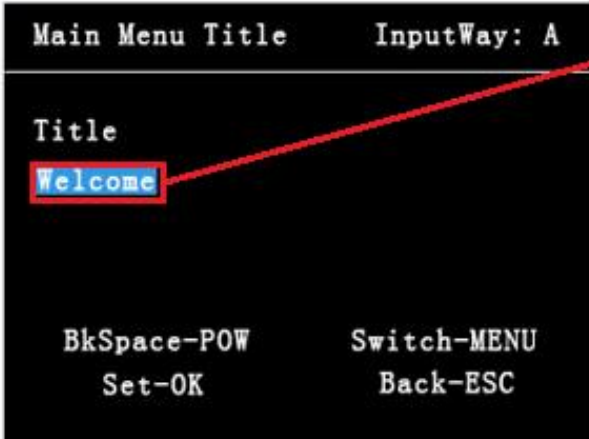 Main Menu Title InputWay: A
Title
Welcome
BkSpace-POW Switch-MENU
Set-OK Back-ESC